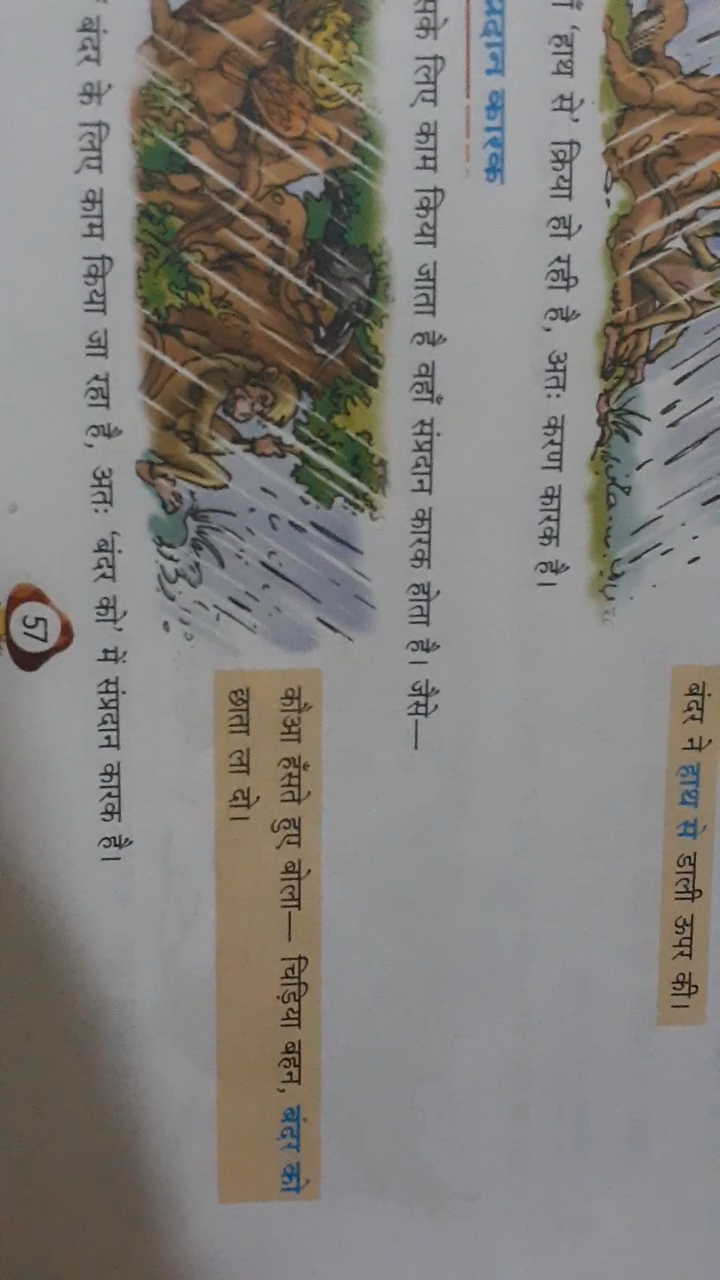 बंदर ने हाथ से डाली ऊपर की।
‘हाथ से’ क्रिया हो रही है, अतः करण कारक है।
प्रदान कारक
सके लिए काम किया जाता है वहाँ संप्रदान कारक होता है। जैसे—
कौआ हँसते हुए बोला— चिड़िया बहन, बंदर को
छाता ला दो।
बंदर के लिए काम किया जा रहा है, अतः ‘बंदर को’ में संप्रदान कारक है।
57